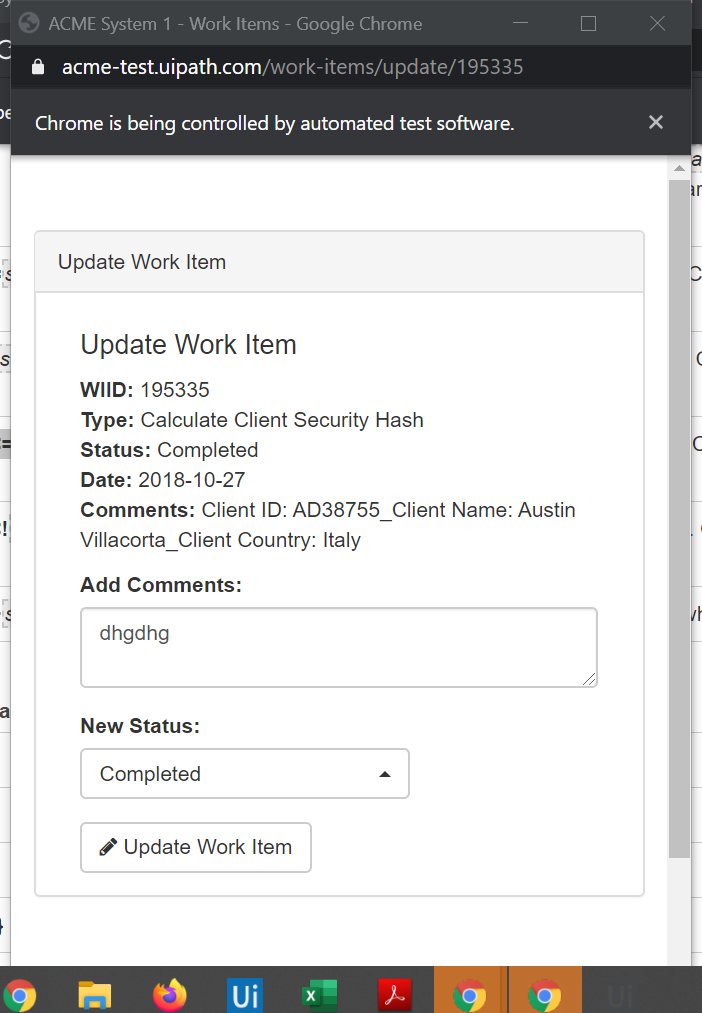 ACME System 1 - Work Items - Google Chrome
acme-test.uipath.com/work-items/update/195335
Chrome is being controlled by automated test software.
Update Work Item
Update Work Item
WIID: 195335
Type: Calculate Client Security Hash
Status: Completed
Date: 2018-10-27
Comments: Client ID: AD38755_Client Name: Austin
Villacorta_Client Country: Italy
Add Comments:
dhgdhg
New Status:
Completed
Update Work Item
Ui
Ui